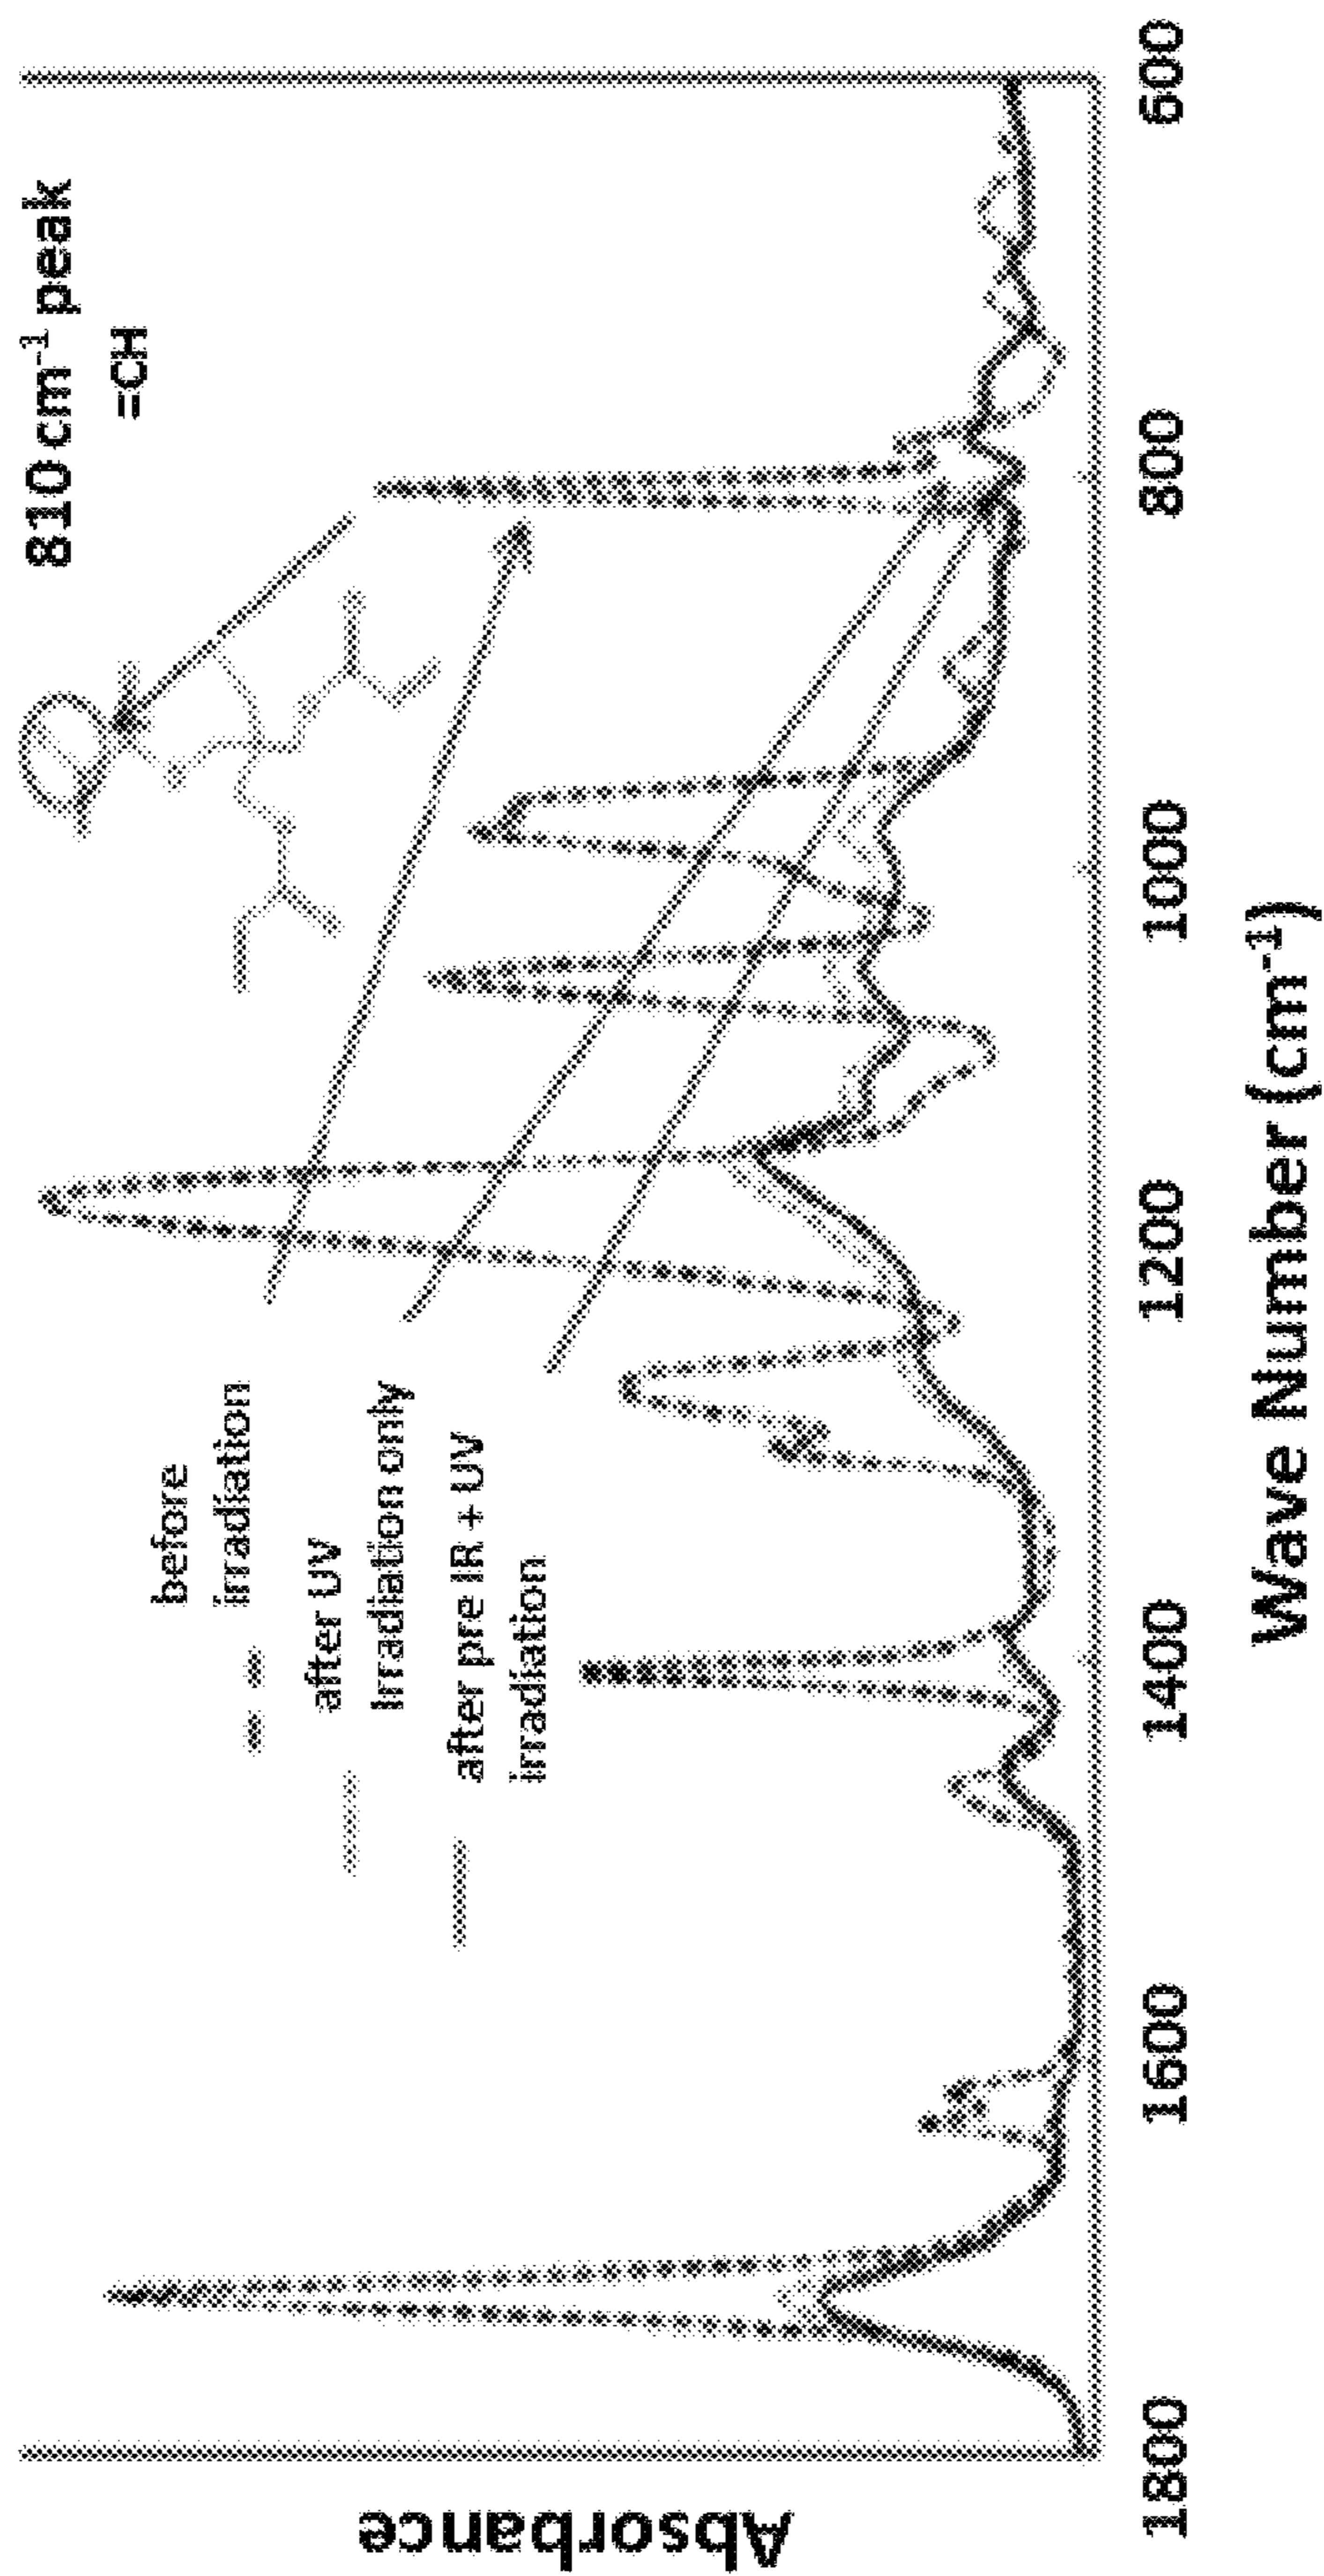 810 cm⁻¹ peak
=CH
before
irradiation
after UV
Irradiation only
after pre IR + UV
irradiation
Absorbance
1800
1600
1400
1200
1000
800
600
Wave Number (cm⁻¹)